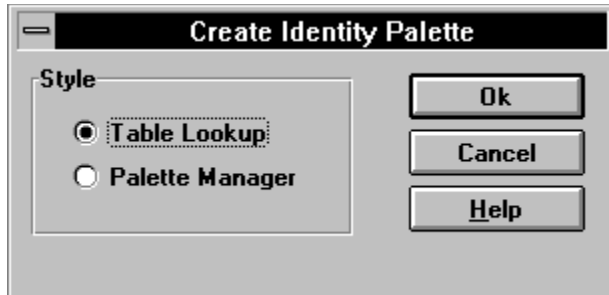 Create Identity Palette
Style
Table Lookup
Palette Manager
Ok
Cancel
Help